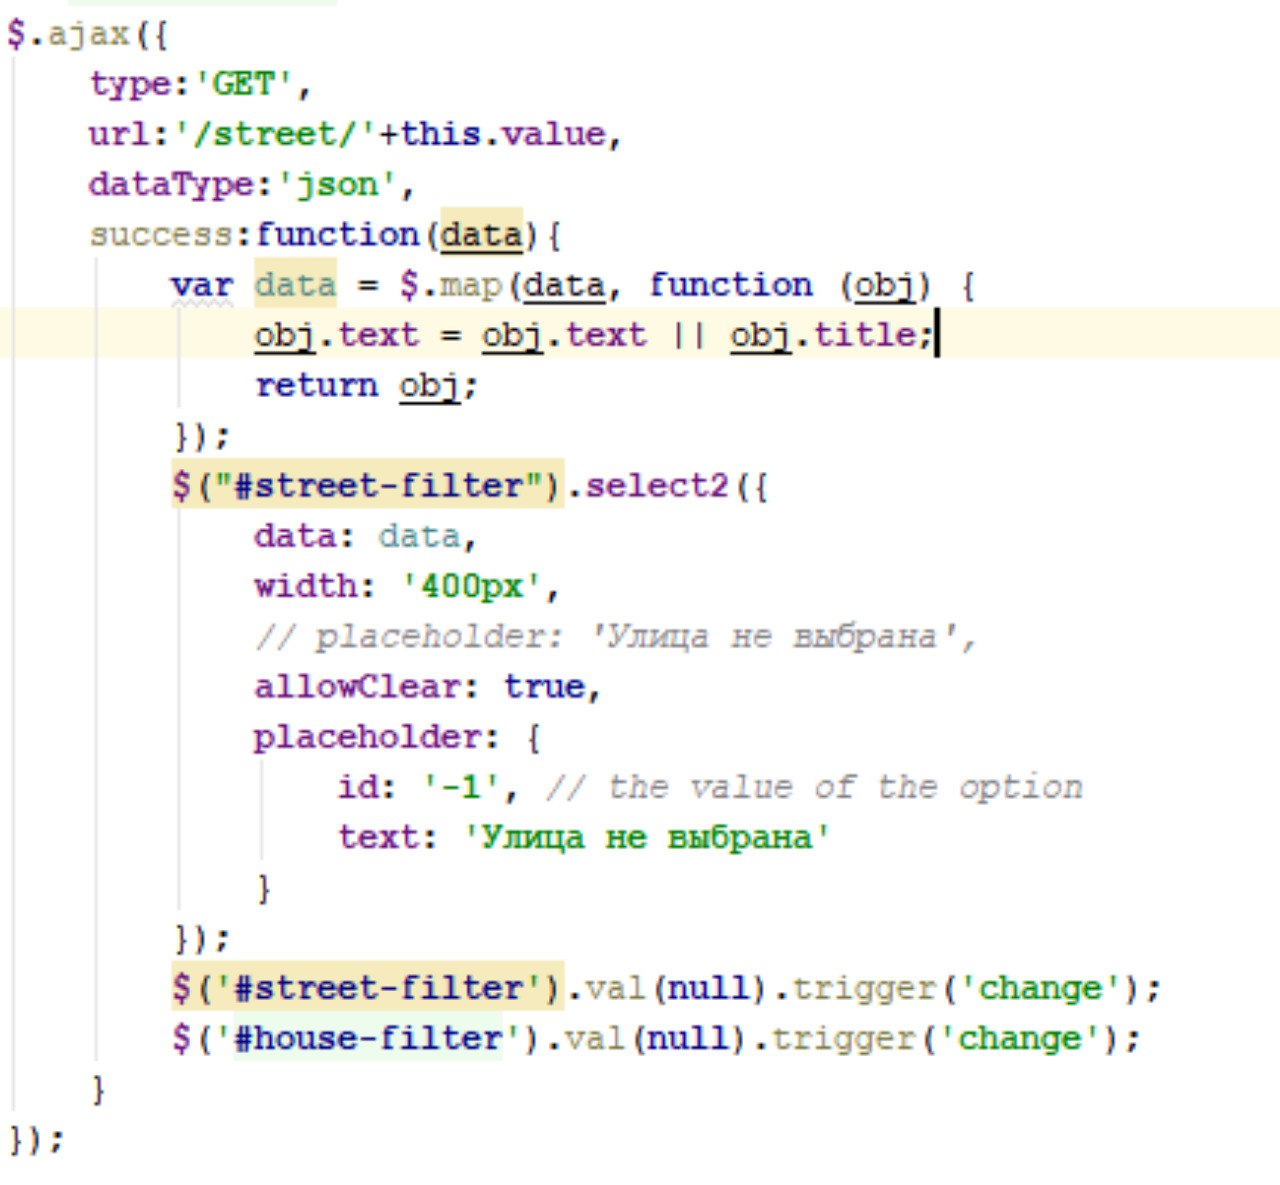 $.ajax({
type:'GET',
url:'/street/'+this.value,
dataType:'json',
success:function(data){
var data = $.map(data, function (obj) {
obj.text = obj.text || obj.title;
return obj;
});
$("#street-filter").select2({
data: data,
width: '400px',
// placeholder: 'Улица не выбрана',
allowClear: true,
placeholder: {
id: '-1', // the value of the option
text: 'Улица не выбрана'
}
});
$('#street-filter').val(null).trigger('change');
$('#house-filter').val(null).trigger('change');
}
});